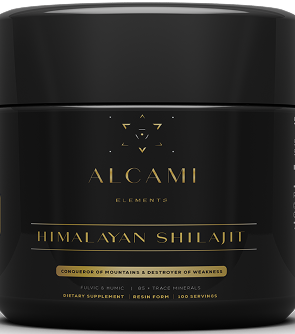 ALCAMI
ELEMENTS
HIMALAYAN SHILAJIT
CONQUEROR OF MOUNTAINS & DESTROYER OF WEAKNESS
FULVIC & HUMIC | 85 + TRACE MINERALS
DIETARY SUPPLEMENT | RESIN FORM | 100 SERVINGS